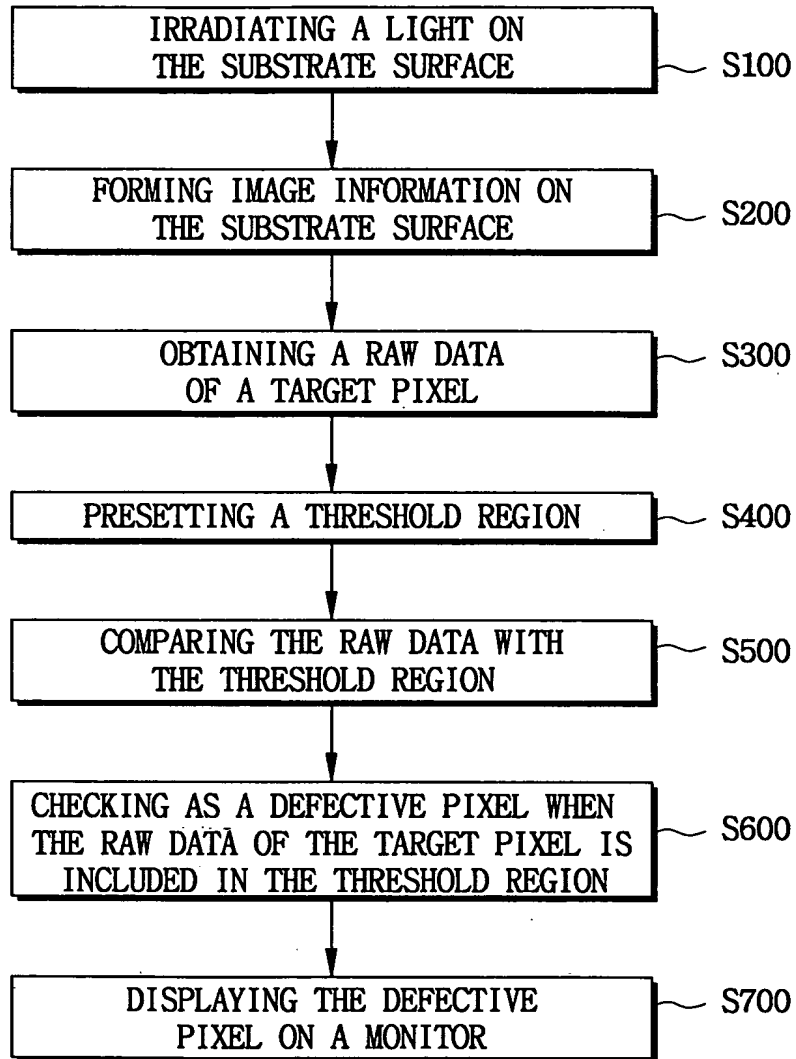 IRRADIATING A LIGHT ON
THE SUBSTRATE SURFACE
S100
FORMING IMAGE INFORMATION ON
THE SUBSTRATE SURFACE
S200
OBTAINING A RAW DATA
OF A TARGET PIXEL
S300
PRESETTING A THRESHOLD REGION
S400
COMPARING THE RAW DATA WITH
THE THRESHOLD REGION
S500
CHECKING AS A DEFECTIVE PIXEL WHEN
THE RAW DATA OF THE TARGET PIXEL IS
INCLUDED IN THE THRESHOLD REGION
S600
DISPLAYING THE DEFECTIVE
PIXEL ON A MONITOR
S700